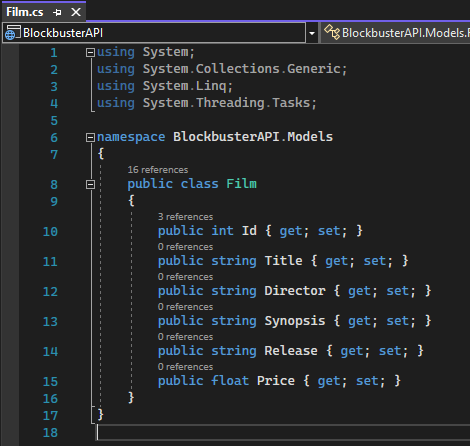 Film.cs
BlockbusterAPI BlockbusterAPI.Models.F
1 using System;
2 using System.Collections.Generic;
3 using System.Linq;
4 using System.Threading.Tasks;
5
6 namespace BlockbusterAPI.Models
7 {
16 references
8 public class Film
9 {
3 references
10 public int Id { get; set; }
0 references
11 public string Title { get; set; }
0 references
12 public string Director { get; set; }
0 references
13 public string Synopsis { get; set; }
0 references
14 public string Release { get; set; }
0 references
15 public float Price { get; set; }
16 }
17 }
18